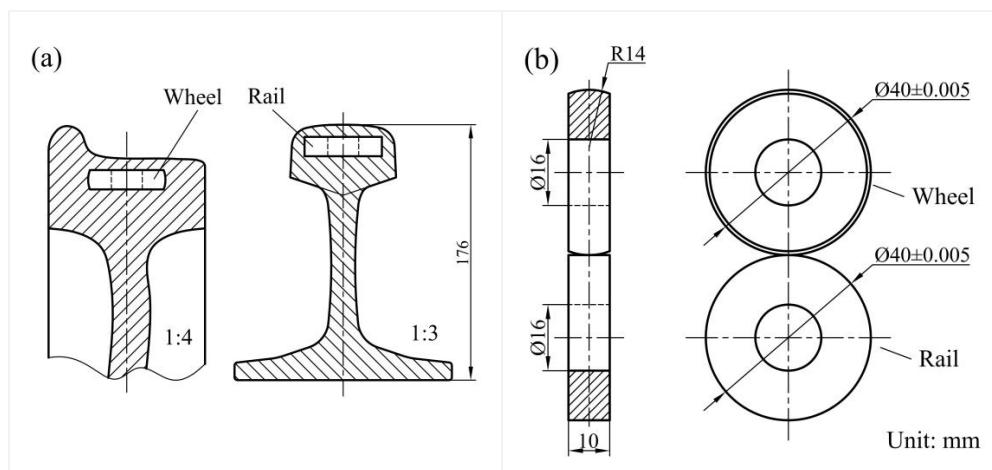 (a)
Wheel
Rail
176
1:4
1:3
(b)
R14
Ø16
Ø40±0.005
Wheel
Ø40±0.005
Ø16
Rail
10
Unit: mm